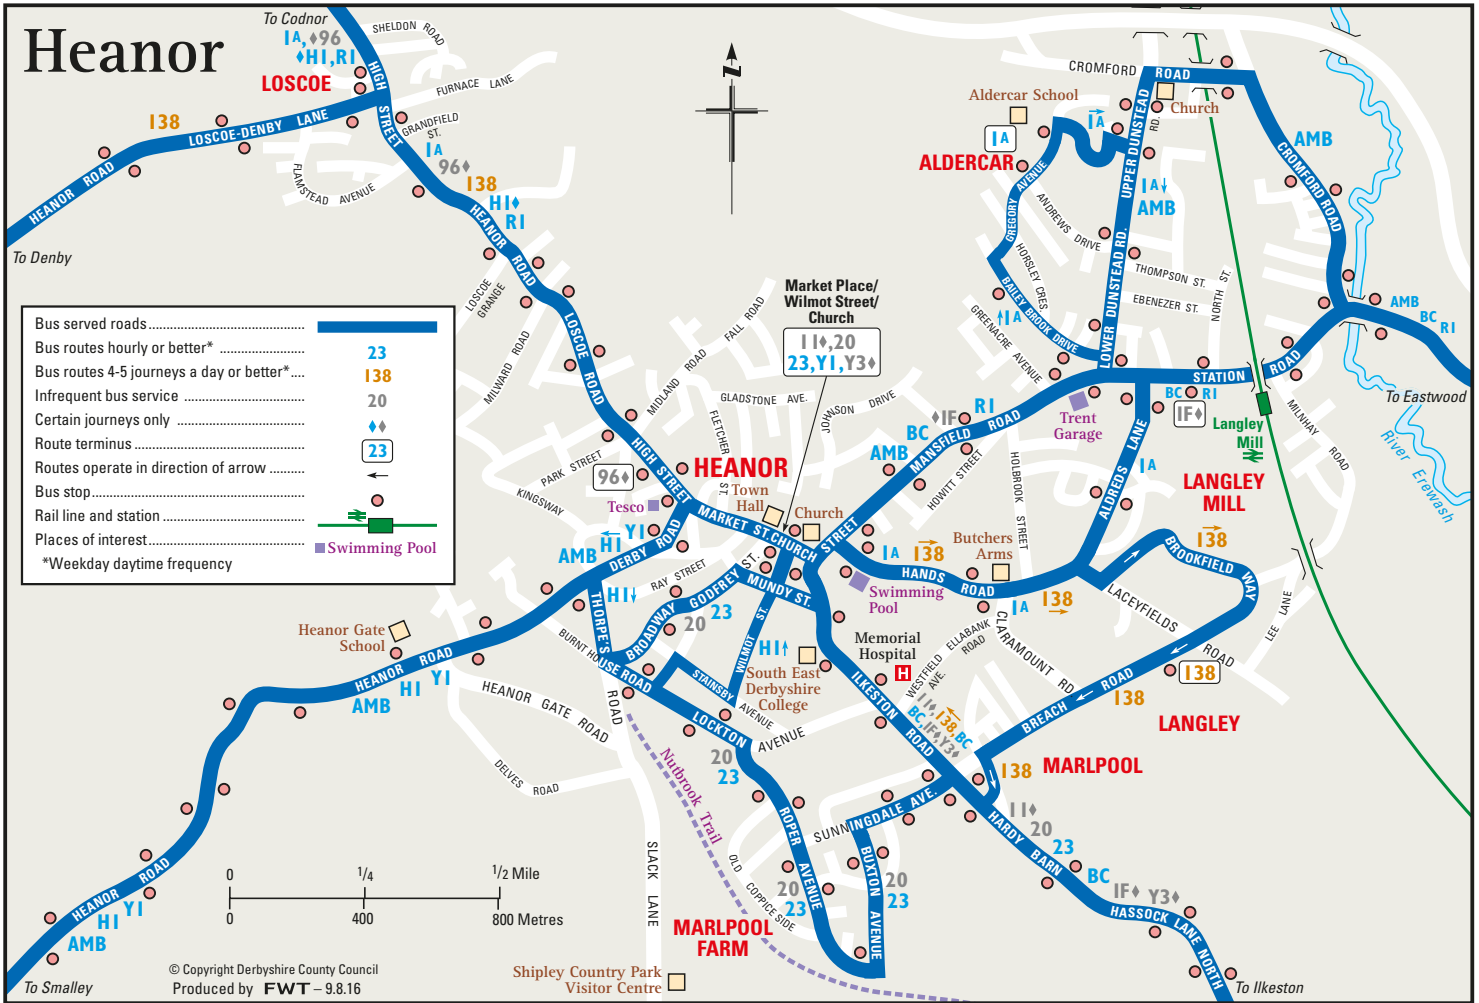 Heanor
To Codnor
1A, ♦96
♦H1,R1
LOSCOE
HIGH
STREET
SHELDON
ROAD
FURNACE LANE
GRANDFIELD
ST.
138
LOSCOE-DENBY LANE
HEANOR ROAD
To Denby
FLAMSTEAD AVENUE
1A
96♦
138
H1♦
R1
HEANOR
ROAD
LOSCOE
GRANGE
LOSCOE
ROAD
MILWARD ROAD
MIDLAND ROAD
FALL ROAD
N
Bus served roads
Bus routes hourly or better*
23
Bus routes 4-5 journeys a day or better*
138
Infrequent bus service
20
Certain journeys only
♦♦
Route terminus
23
Routes operate in direction of arrow
←
Bus stop
Rail line and station
Places of interest
Swimming Pool
*Weekday daytime frequency
Market Place/
Wilmot Street/
Church
11♦,20
23,Y1,Y3♦
GLADSTONE AVE.
JOHNSON DRIVE
FLETCHER
ST.
PARK STREET
KINGSWAY
96♦
HIGH STREET
HEANOR
Tesco
Town
Hall
Church
MARKET ST.
CHURCH
STREET
Y1
H1
AMB
DERBY ROAD
RAY STREET
H1↓
THORPE'S
ROAD
BROADWAY
GODFREY
ST.
23
20
MUNDY ST.
WILMOT
ST.
H1↑
BURNT HOUSE ROAD
STAINSBY
AVENUE
LOCKTON
AVENUE
20
23
Heanor Gate
School
HEANOR ROAD
AMB
H1
Y1
HEANOR GATE ROAD
DELVES ROAD
HEANOR ROAD
AMB
H1
Y1
To Smalley
0
1/4
1/2 Mile
0
400
800 Metres
© Copyright Derbyshire County Council
Produced by FWT – 9.8.16
SLACK LANE
Nutbrook Trail
Shipley Country Park
Visitor Centre
MARLPOOL
FARM
OLD
COPPICE SIDE
ROPER
AVENUE
20
23
SUNNINGDALE AVE.
BUXTON
AVENUE
20
23
South East
Derbyshire
College
Memorial
Hospital
H
ILKESTON
ROAD
WESTFIELD
AVE.
ELLABANK
ROAD
CLARAMOUNT RD
11♦,138,
BC,1F♦,BC
Y3♦
138
MARLPOOL
11♦
20
23
HARDY BARN
BC
1F♦
Y3♦
HASSOCK LANE NORTH
To Ilkeston
BREACH ROAD
138
138
LANGLEY
LACEYFIELDS
ROAD
LEE LANE
BROOKFIELD
WAY
138
HANDS
ROAD
1A
138
Swimming
Pool
Butchers
Arms
1A
138
HOLBROOK STREET
HOWITT STREET
AMB
BC
♦1F
R1
MANSFIELD ROAD
ALDREDS LANE
1A
LANGLEY
MILL
Trent
Garage
STATION
ROAD
BC
R1
1F♦
Langley
Mill
MILNHAY ROAD
To Eastwood
River Erewash
AMB
BC
R1
CROMFORD ROAD
AMB
CROMFORD ROAD
Church
Aldercar School
1A
ALDERCAR
1A
UPPER DUNSTEAD
RD.
1A↓
AMB
LOWER DUNSTEAD RD.
GREGORY
AVENUE
ANDREWS DRIVE
HORSLEY CRES.
BAILEY BROOK DRIVE
↑1A
GREENACRE AVENUE
THOMPSON ST.
EBENEZER ST.
NORTH ST.